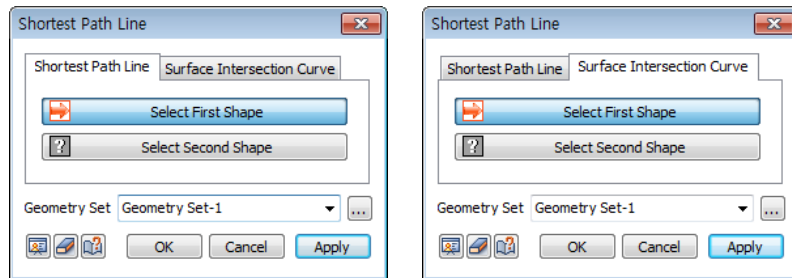 Shortest Path Line
Shortest Path Line Surface Intersection Curve
Select First Shape
? Select Second Shape
Geometry Set Geometry Set-1 ...
OK Cancel Apply
Shortest Path Line
Shortest Path Line Surface Intersection Curve
Select First Shape
? Select Second Shape
Geometry Set Geometry Set-1 ...
OK Cancel Apply